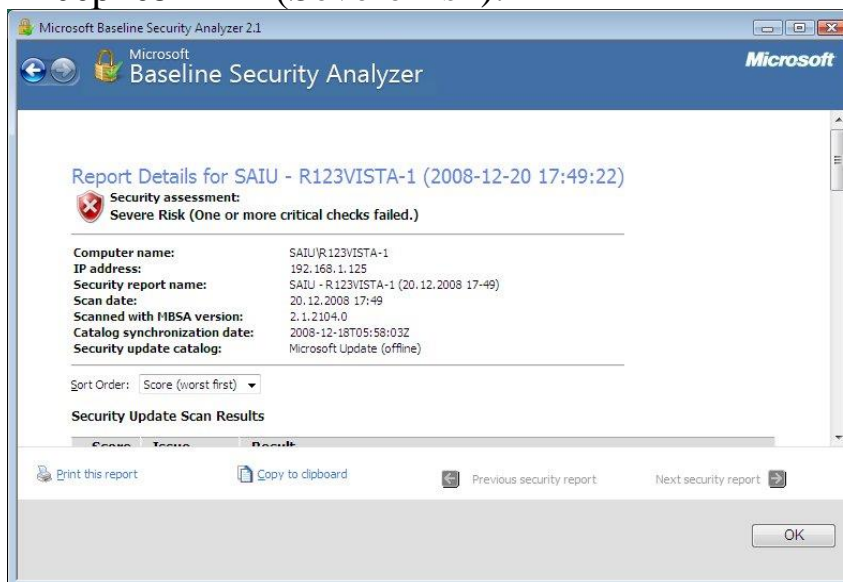 Microsoft Baseline Security Analyzer 2.1
Microsoft
Baseline Security Analyzer
Microsoft
Report Details for SAIU - R123VISTA-1 (2008-12-20 17:49:22)
Security assessment:
Severe Risk (One or more critical checks failed.)
Computer name: SAIU\R123VISTA-1
IP address: 192.168.1.125
Security report name: SAIU - R123VISTA-1 (20.12.2008 17-49)
Scan date: 20.12.2008 17:49
Scanned with MBSA version: 2.1.2104.0
Catalog synchronization date: 2008-12-18T05:58:03Z
Security update catalog: Microsoft Update (offline)
Sort Order: Score (worst first)
Security Update Scan Results
Score Issue Result
Print this report Copy to clipboard Previous security report Next security report
OK